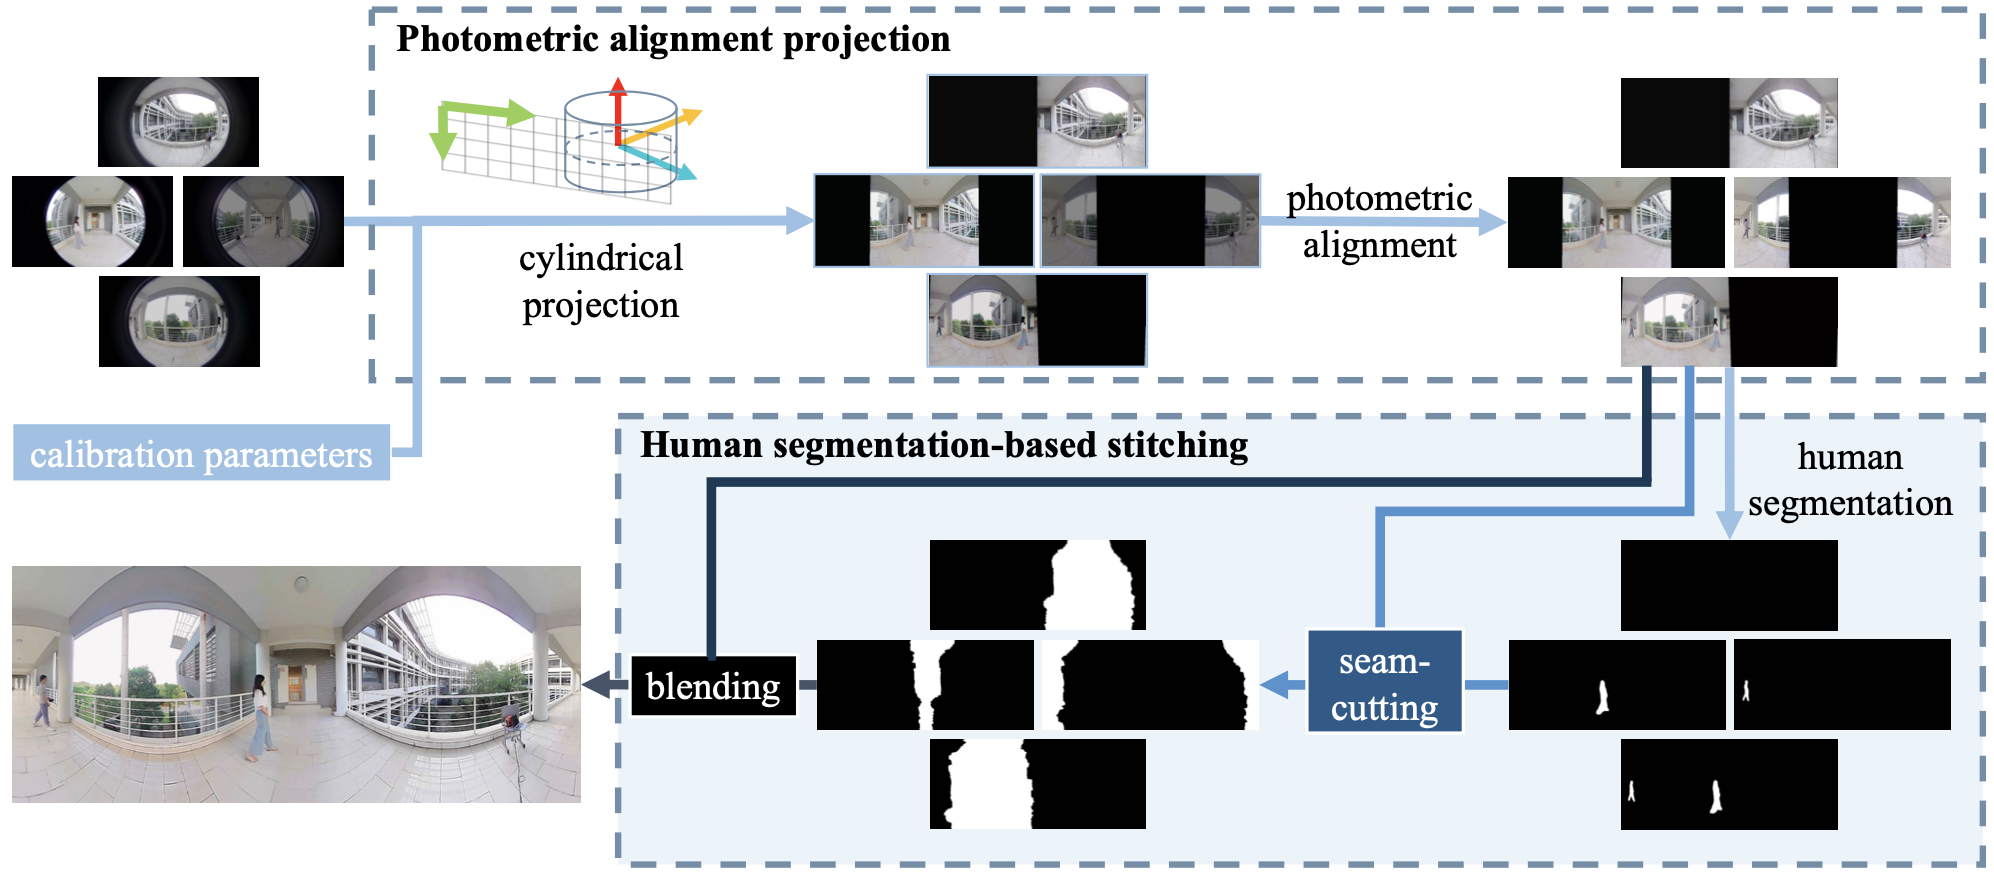 Photometric alignment projection
cylindrical
projection
photometric
alignment
calibration parameters
Human segmentation-based stitching
human
segmentation
blending
seam-
cutting